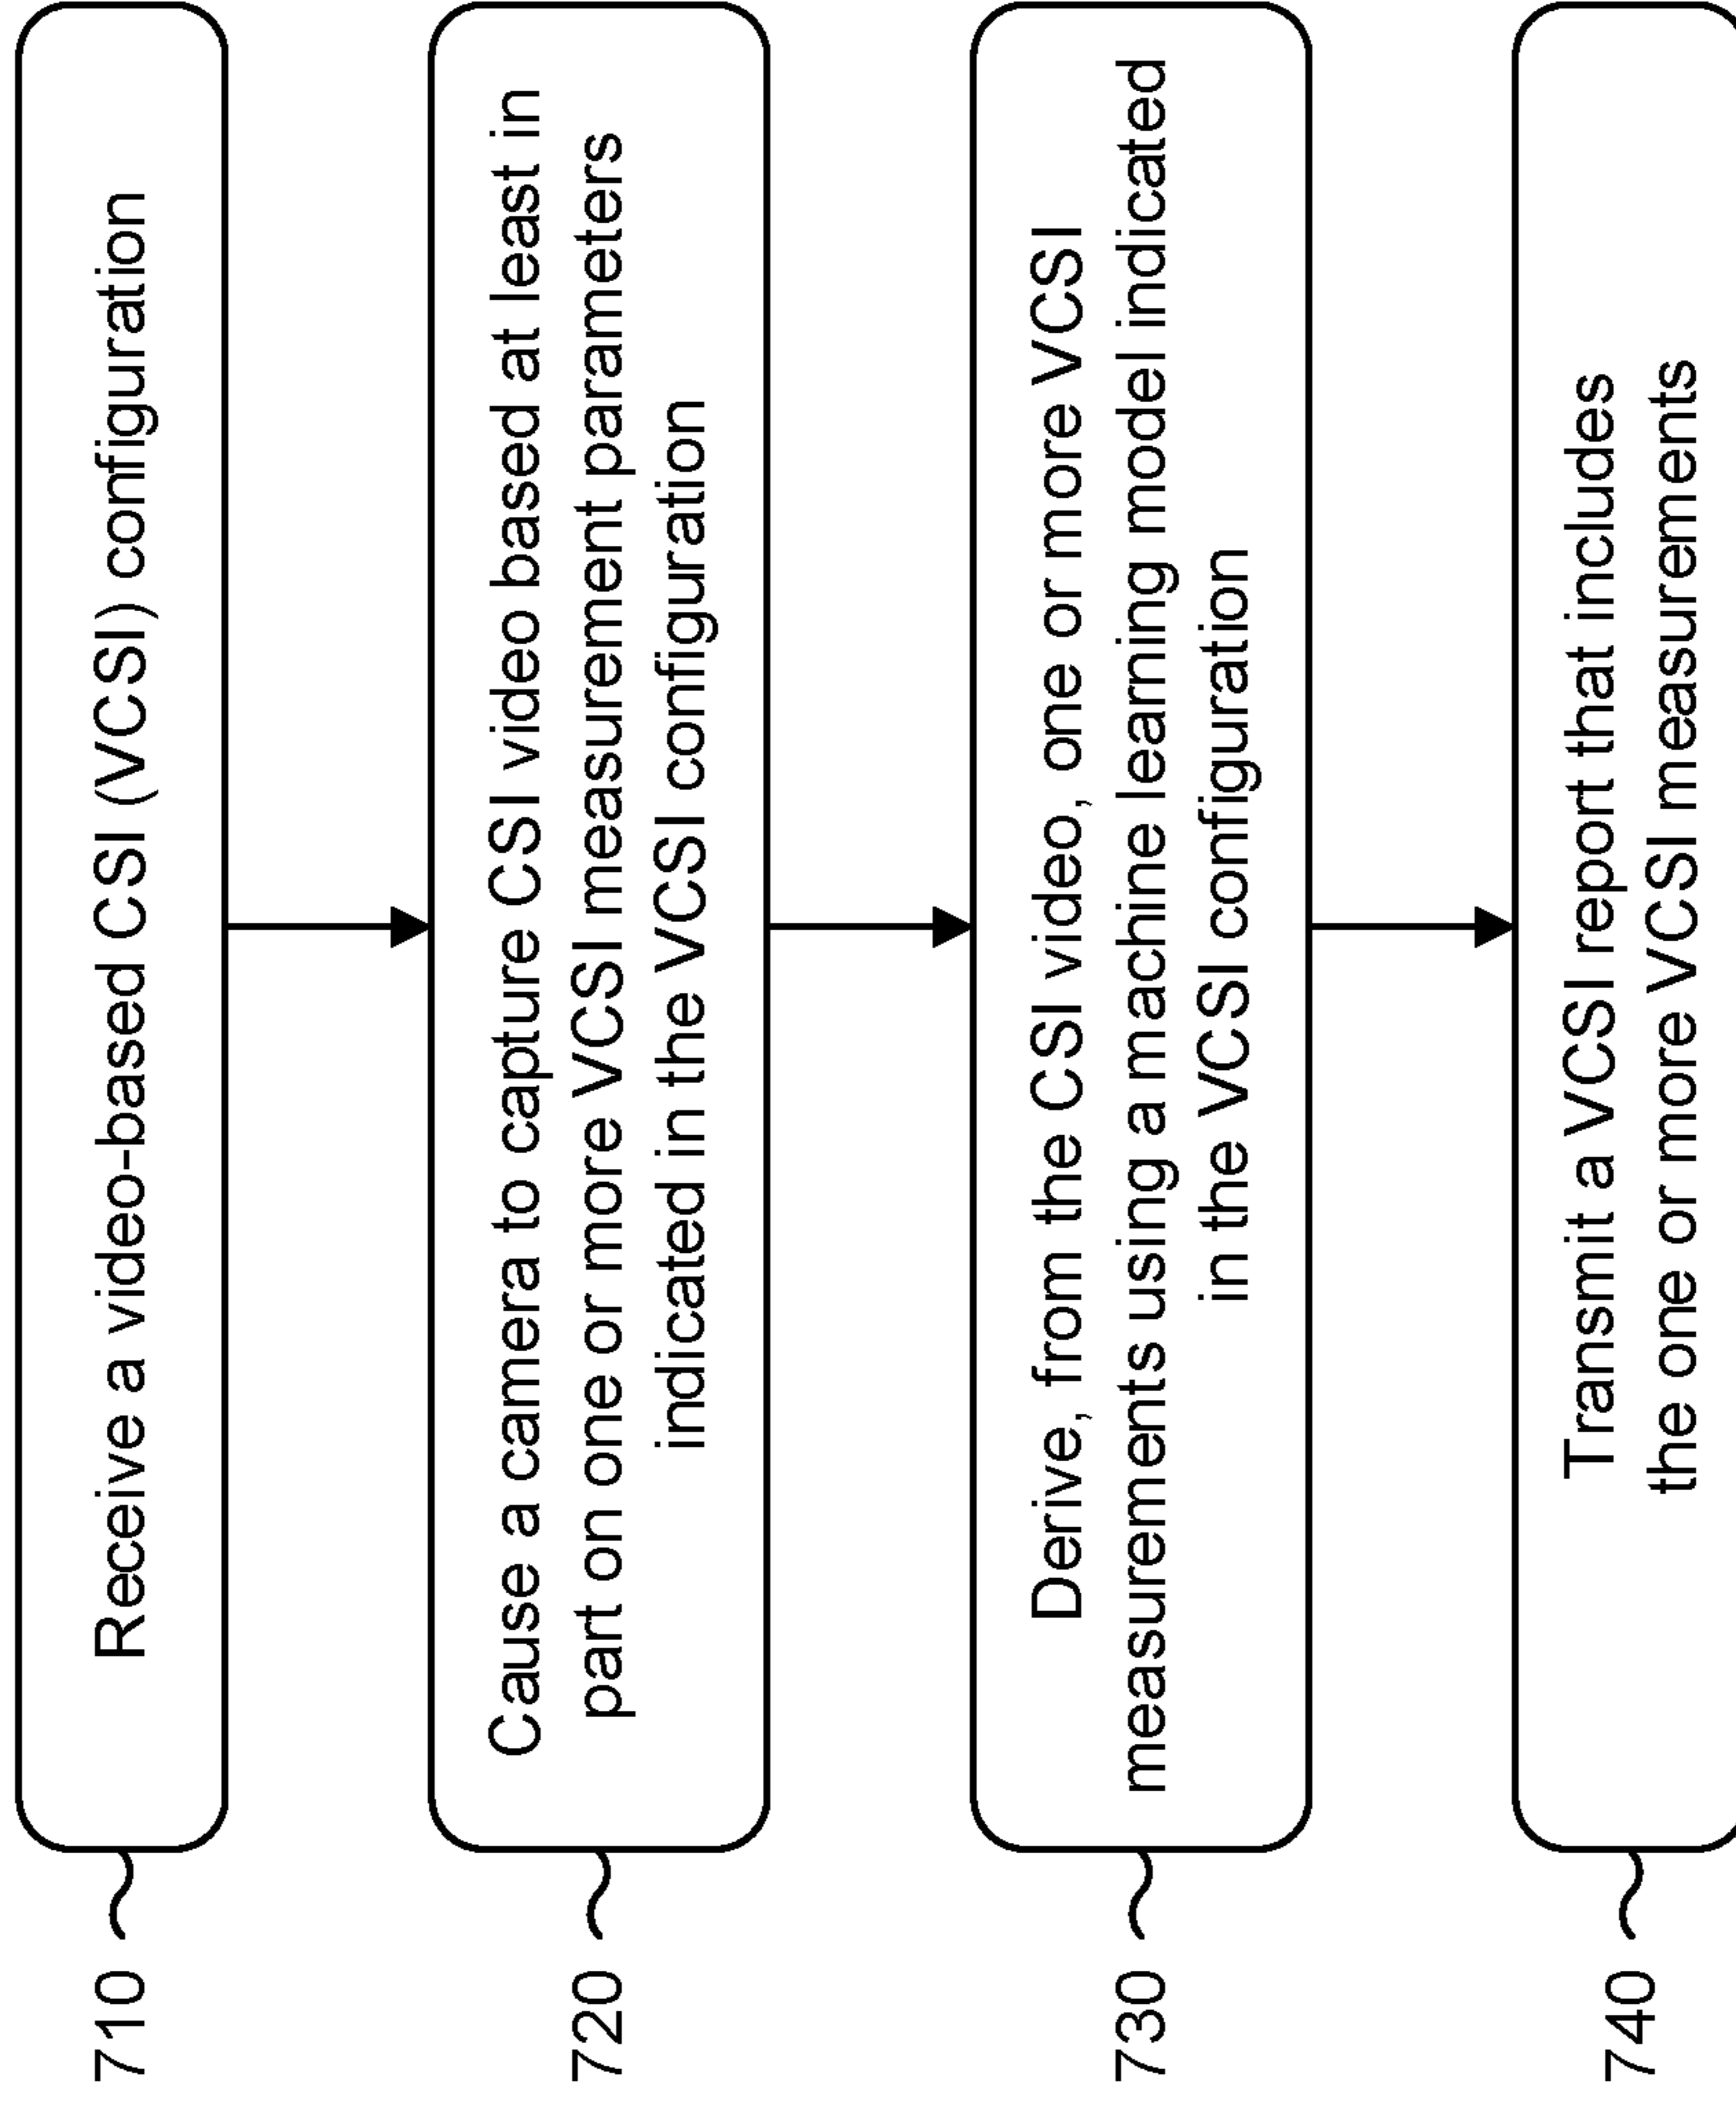 710
Receive a video-based CSI (VCSI) configuration
720
Cause a camera to capture CSI video based at least in
part on one or more VCSI measurement parameters
indicated in the VCSI configuration
730
Derive, from the CSI video, one or more VCSI
measurements using a machine learning model indicated
in the VCSI configuration
740
Transmit a VCSI report that includes
the one or more VCSI measurements